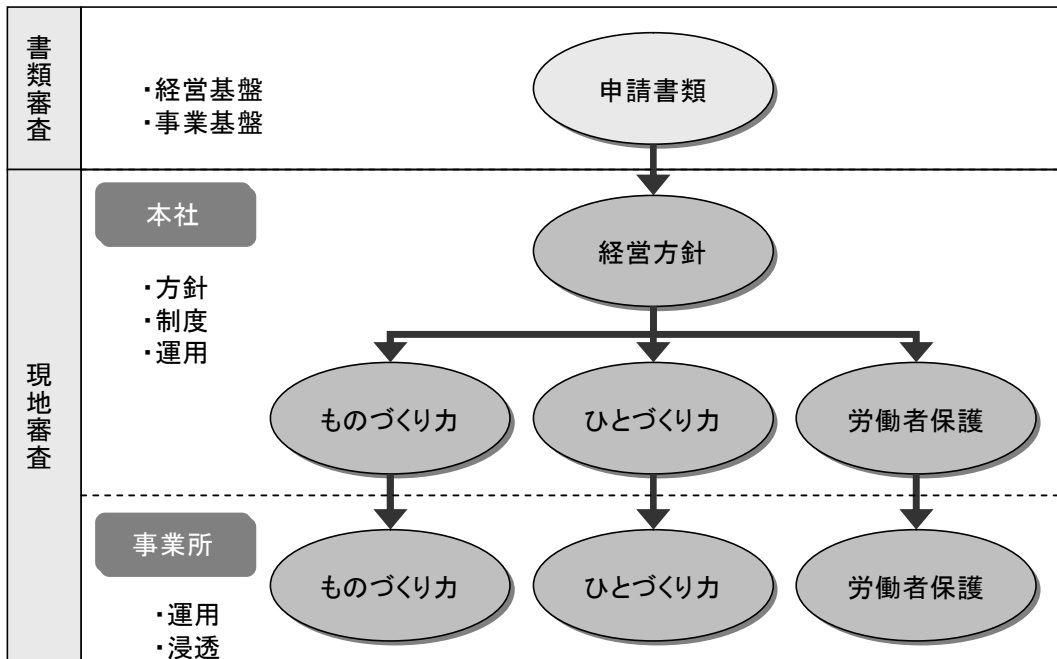 書類審査
・経営基盤
・事業基盤
申請書類
現地審査
本社
・方針
・制度
・運用
経営方針
ものづくり力
ひとづくり力
労働者保護
事業所
・運用
・浸透
ものづくり力
ひとづくり力
労働者保護